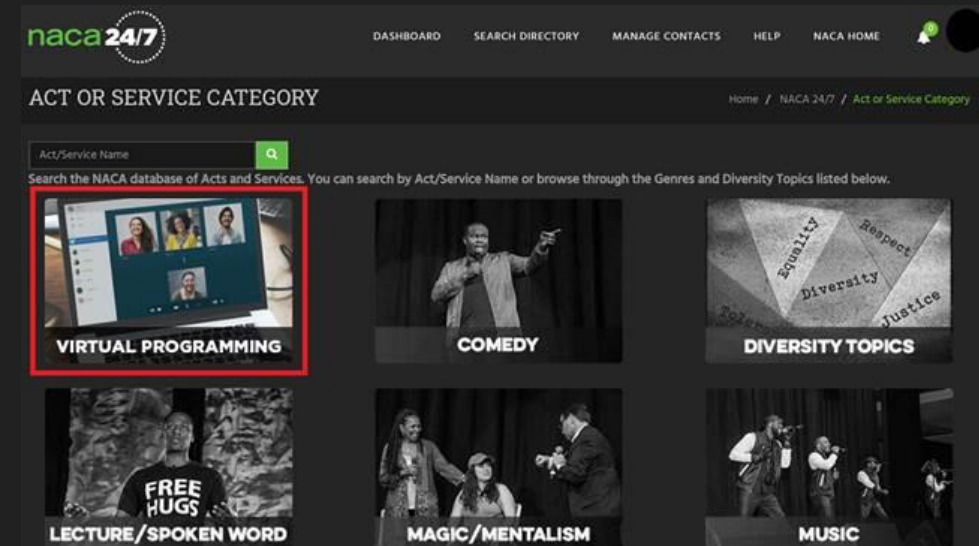 naca 24/7
DASHBOARD SEARCH DIRECTORY MANAGE CONTACTS HELP NACA HOME 0
ACT OR SERVICE CATEGORY
Home / NACA 24/7 / Act or Service Category
Act/Service Name
Search the NACA database of Acts and Services. You can search by Act/Service Name or browse through the Genres and Diversity Topics listed below.
VIRTUAL PROGRAMMING
COMEDY
Equality
Respect
Diversity
Justice
DIVERSITY TOPICS
FREE
HUGS
LECTURE/SPOKEN WORD
MAGIC/MENTALISM
MUSIC